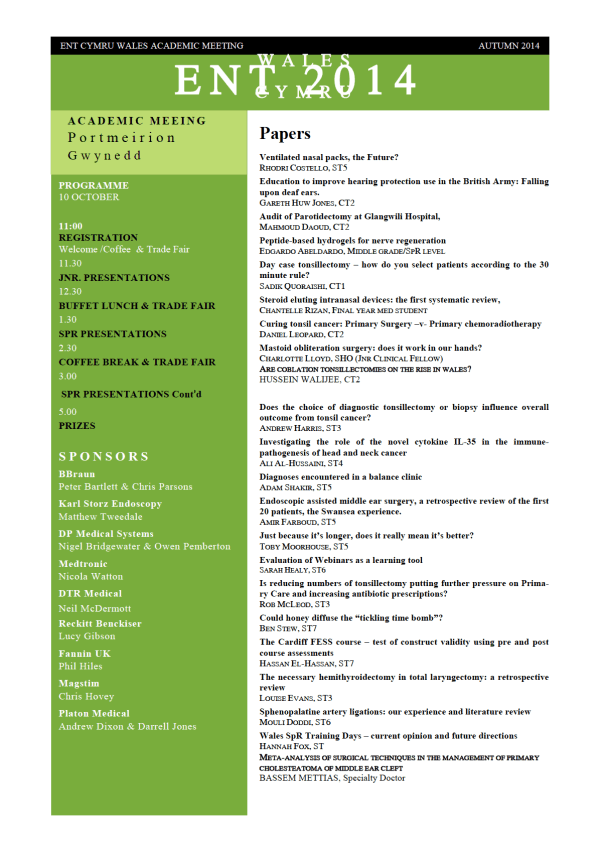 ENT CYMRU WALES ACADEMIC MEETING
AUTUMN 2014
WALES
ENT 2014
CYMRU
ACADEMIC MEEING
Portmeirion
Gwynedd
PROGRAMME
10 OCTOBER
11:00
REGISTRATION
Welcome /Coffee & Trade Fair
11.30
JNR. PRESENTATIONS
12.30
BUFFET LUNCH & TRADE FAIR
1.30
SPR PRESENTATIONS
2.30
COFFEE BREAK & TRADE FAIR
3.00
SPR PRESENTATIONS Cont'd
5.00
PRIZES
SPONSORS
BBraun
Peter Bartlett & Chris Parsons
Karl Storz Endoscopy
Matthew Tweedale
DP Medical Systems
Nigel Bridgewater & Owen Pemberton
Medtronic
Nicola Watton
DTR Medical
Neil McDermott
Reckitt Benckiser
Lucy Gibson
Fannin UK
Phil Hiles
Magstim
Chris Hovey
Platon Medical
Andrew Dixon & Darrell Jones
Papers
Ventilated nasal packs, the Future?
RHODRI COSTELLO, ST5
Education to improve hearing protection use in the British Army: Falling
upon deaf ears.
GARETH HUW JONES, CT2
Audit of Parotidectomy at Glangwili Hospital,
MAHMOUD DAOUD, CT2
Peptide-based hydrogels for nerve regeneration
EDGARDO ABELDARDO, MIDDLE GRADE/SPR LEVEL
Day case tonsillectomy – how do you select patients according to the 30
minute rule?
SADIK QUORAISHI, CT1
Steroid eluting intranasal devices: the first systematic review,
CHANTELLE RIZAN, FINAL YEAR MED STUDENT
Curing tonsil cancer: Primary Surgery –v- Primary chemoradiotherapy
DANIEL LEOPARD, CT2
Mastoid obliteration surgery: does it work in our hands?
CHARLOTTE LLOYD, SHO (JNR CLINICAL FELLOW)
ARE COBLATION TONSILLECTOMIES ON THE RISE IN WALES?
HUSSEIN WALIJEE, CT2
Does the choice of diagnostic tonsillectomy or biopsy influence overall
outcome from tonsil cancer?
ANDREW HARRIS, ST3
Investigating the role of the novel cytokine IL-35 in the immune-
pathogenesis of head and neck cancer
ALI AL-HUSSAINI, ST4
Diagnoses encountered in a balance clinic
ADAM SHAKIR, ST5
Endoscopic assisted middle ear surgery, a retrospective review of the first
20 patients, the Swansea experience.
AMIR FARBOUD, ST5
Just because it's longer, does it really mean it's better?
TOBY MOORHOUSE, ST5
Evaluation of Webinars as a learning tool
SARAH HEALY, ST6
Is reducing numbers of tonsillectomy putting further pressure on Prima-
ry Care and increasing antibiotic prescriptions?
ROB MCLEOD, ST3
Could honey diffuse the “tickling time bomb”?
BEN STEW, ST7
The Cardiff FESS course – test of construct validity using pre and post
course assessments
HASSAN EL-HASSAN, ST7
The necessary hemithyroidectomy in total laryngectomy: a retrospective
review
LOUISE EVANS, ST3
Sphenopalatine artery ligations: our experience and literature review
MOULI DODDI, ST6
Wales SpR Training Days – current opinion and future directions
HANNAH FOX, ST
META-ANALYSIS OF SURGICAL TECHNIQUES IN THE MANAGEMENT OF PRIMARY
CHOLESTEATOMA OF MIDDLE EAR CLEFT
BASSEM METTIAS, Specialty Doctor